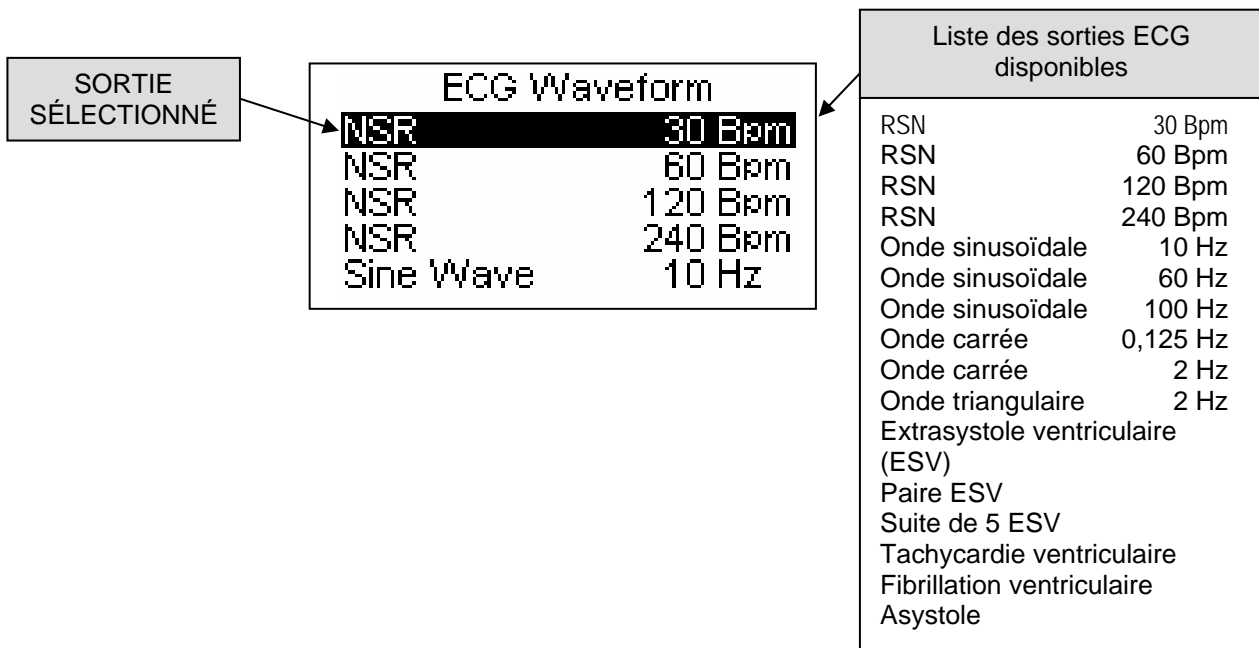 SORTIE
SÉLECTIONNÉ
ECG Waveform
NSR 30 Bpm
NSR 60 Bpm
NSR 120 Bpm
NSR 240 Bpm
Sine Wave 10 Hz
Liste des sorties ECG
disponibles
RSN 30 Bpm
RSN 60 Bpm
RSN 120 Bpm
RSN 240 Bpm
Onde sinusoïdale 10 Hz
Onde sinusoïdale 60 Hz
Onde sinusoïdale 100 Hz
Onde carrée 0,125 Hz
Onde carrée 2 Hz
Onde triangulaire 2 Hz
Extrasystole ventriculaire
(ESV)
Paire ESV
Suite de 5 ESV
Tachycardie ventriculaire
Fibrillation ventriculaire
Asystole